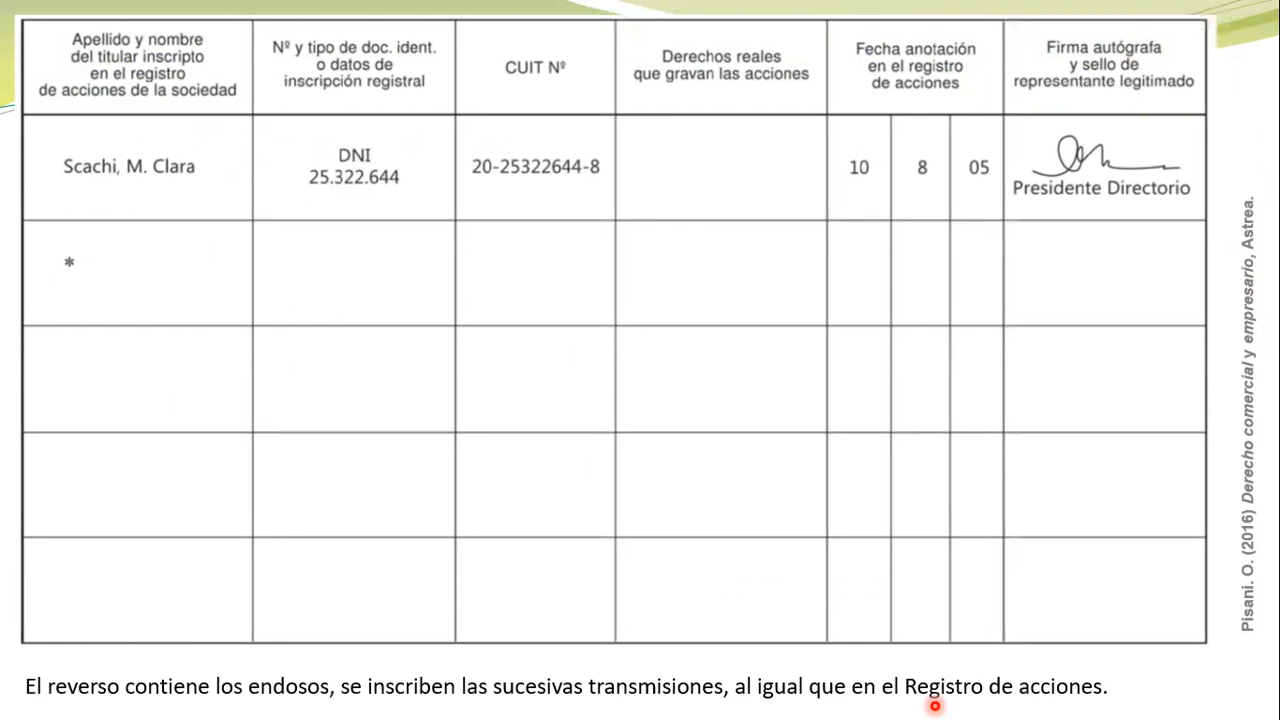 Apellido y nombre
del titular inscripto
en el registro
de acciones de la sociedad
Nº y tipo de doc. ident.
o datos de
inscripción registral
CUIT Nº
Derechos reales
que gravan las acciones
Fecha anotación
en el registro
de acciones
Firma autógrafa
y sello de
representante legitimado
Scachi, M. Clara
DNI
25.322.644
20-25322644-8
10
8
05
Presidente Directorio
*
Pisani. O. (2016) Derecho comercial y empresario, Astrea.
El reverso contiene los endosos, se inscriben las sucesivas transmisiones, al igual que en el Registro de acciones.